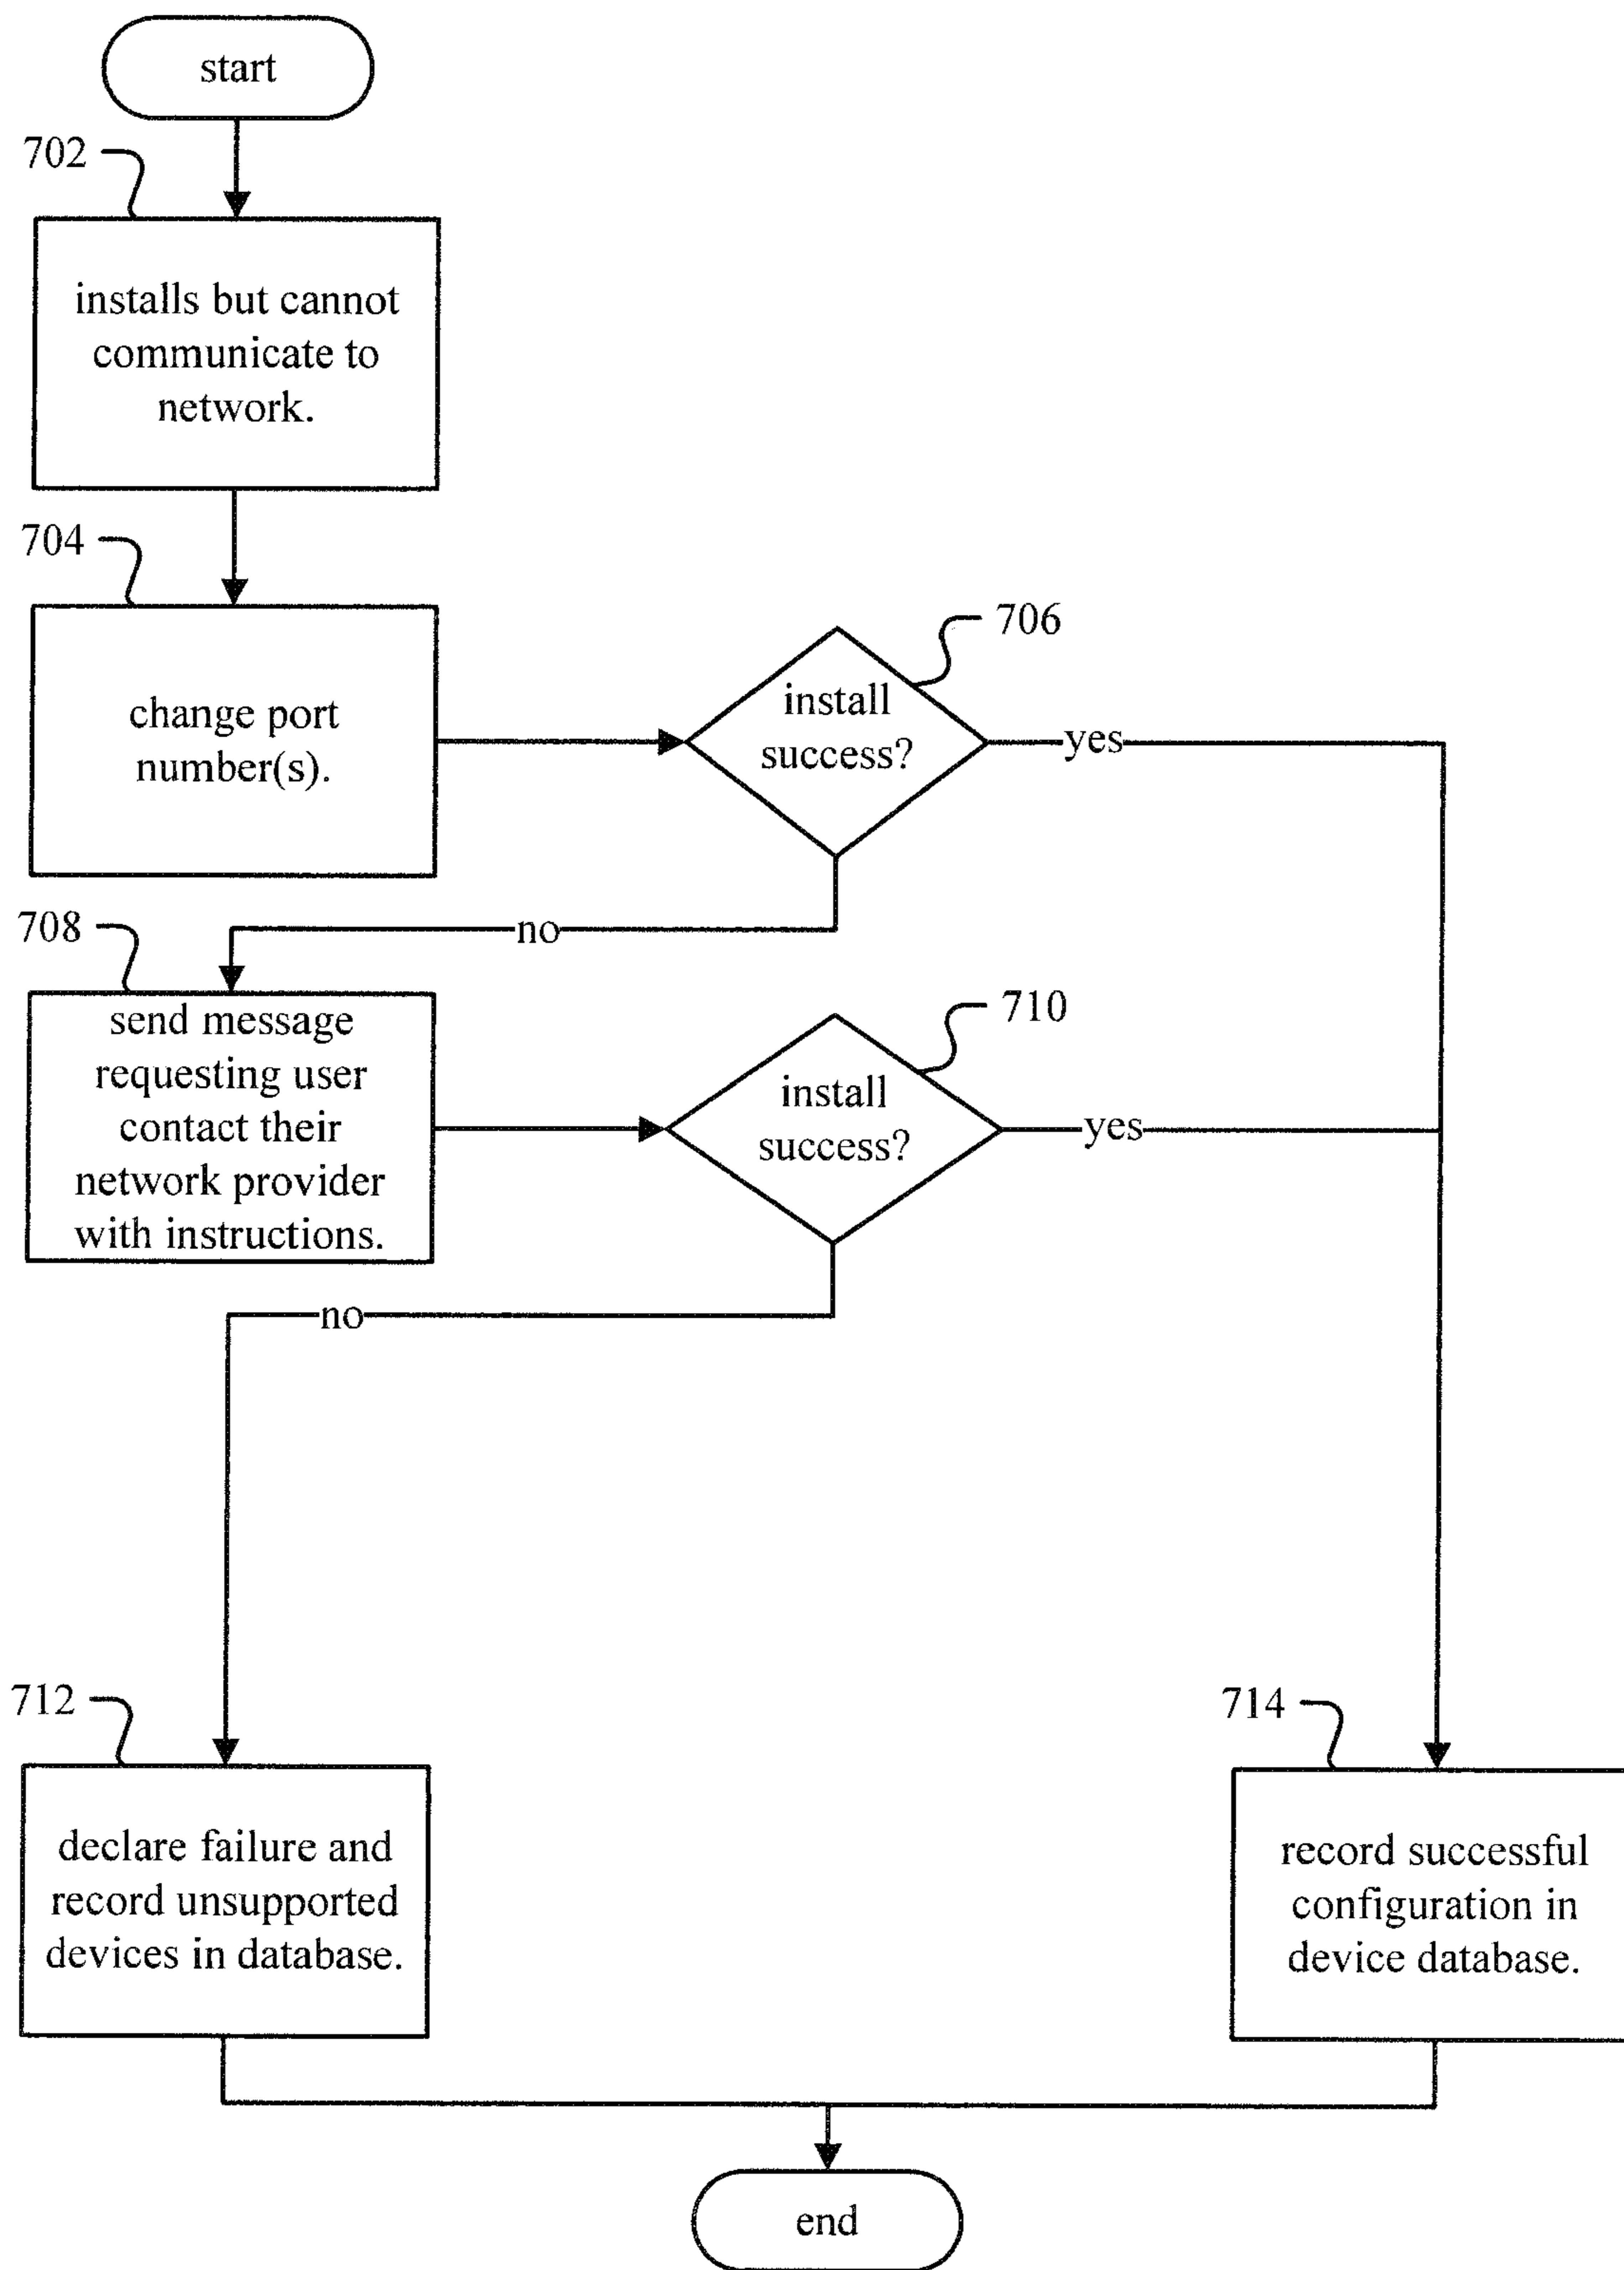 start
702
installs but cannot
communicate to
network.
704
change port
number(s).
706
install
success?
yes
no
708
send message
requesting user
contact their
network provider
with instructions.
710
install
success?
yes
no
712
declare failure and
record unsupported
devices in database.
714
record successful
configuration in
device database.
end